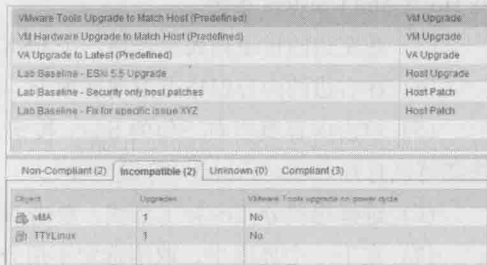 VMware Tools Upgrade to Match Host (Predefined) VM Upgrade
VM Hardware Upgrade to Match Host (Predefined) VM Upgrade
VA Upgrade to Latest (Predefined) VA Upgrade
Lab Baseline - ESXi 5.5 Upgrade Host Upgrade
Lab Baseline - Security only host patches Host Patch
Lab Baseline - Fix for specific issue XYZ Host Patch
Non-Compliant (2) Incompatible (2) Unknown (0) Compliant (3)
Object Upgrades VMware Tools upgrade on power cycle
vMA 1 No
TTYLinux 1 No